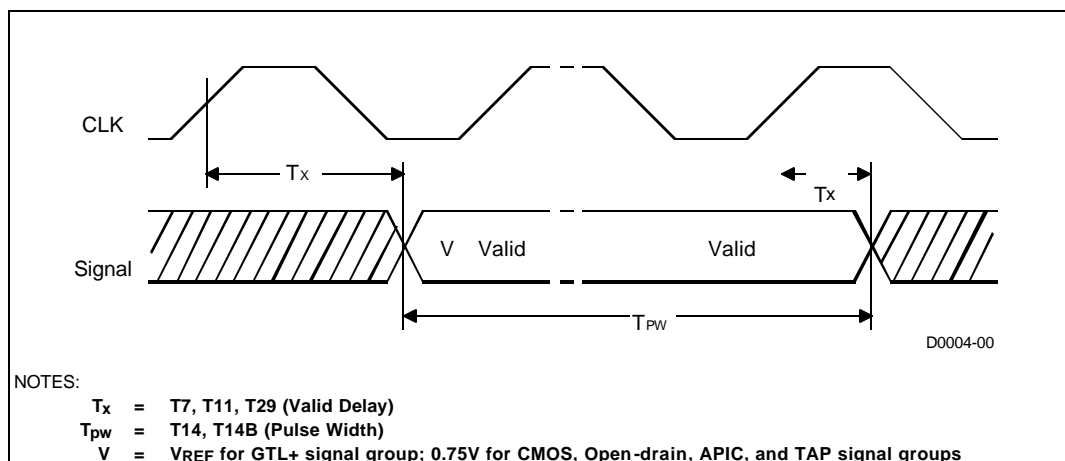 CLK
Tx
Tx
Signal
V Valid
Valid
TPW
D0004-00
NOTES:
Tx = T7, T11, T29 (Valid Delay)
Tpw = T14, T14B (Pulse Width)
V = VREF for GTL+ signal group; 0.75V for CMOS, Open-drain, APIC, and TAP signal groups